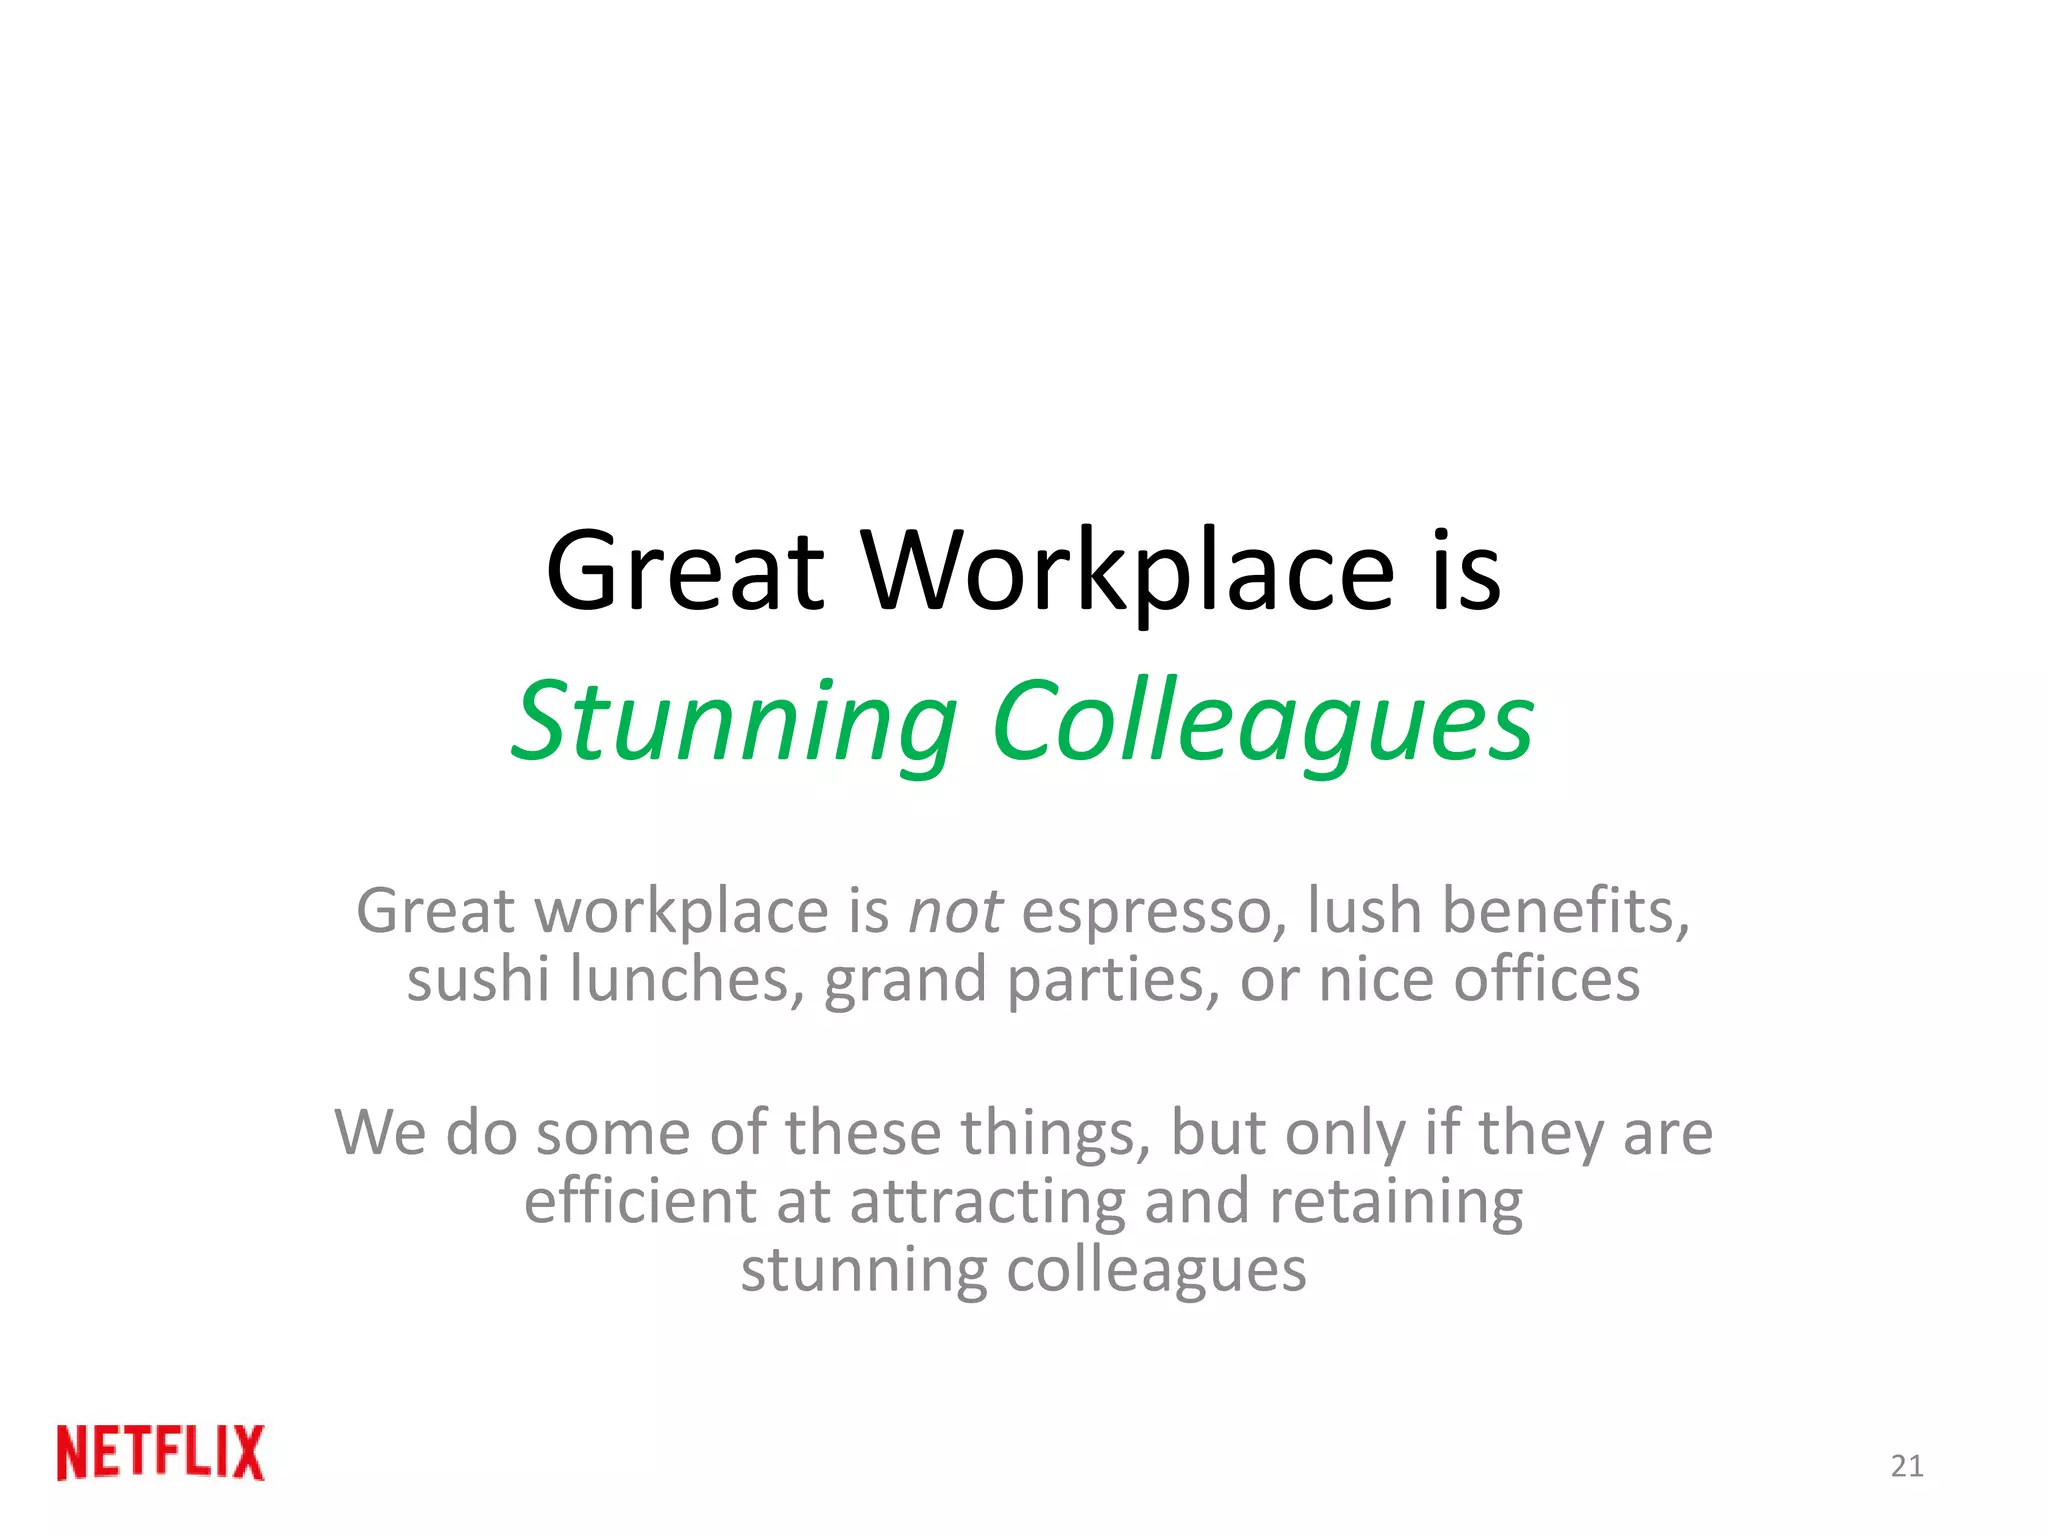 Great Workplace is
Stunning Colleagues
Great workplace is not espresso, lush benefits,
sushi lunches, grand parties, or nice offices
We do some of these things, but only if they are
efficient at attracting and retaining
stunning colleagues
NETFLIX
21